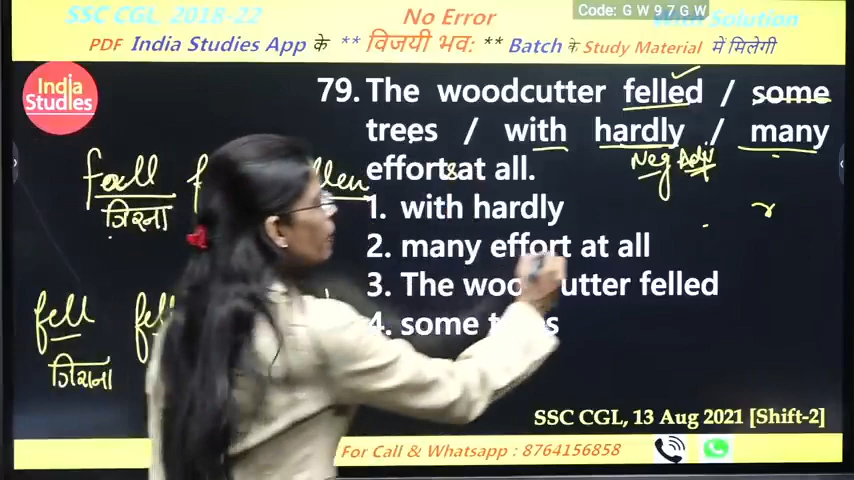 SSC CGL 2018-22
No Error
Code: G W 9 7 G W
With Solution
PDF India Studies App के ** विजयी भव: ** Batch के Study Material में मिलेगी
India
Studies
79. The woodcutter felled / some
trees / with hardly / many
efforts at all.
Neg Adv
fall
गिरना
1. with hardly
2. many effort at all
3. The woodcutter felled
4. some trees
fell
गिराना
SSC CGL, 13 Aug 2021 [Shift-2]
For Call & Whatsapp : 8764156858